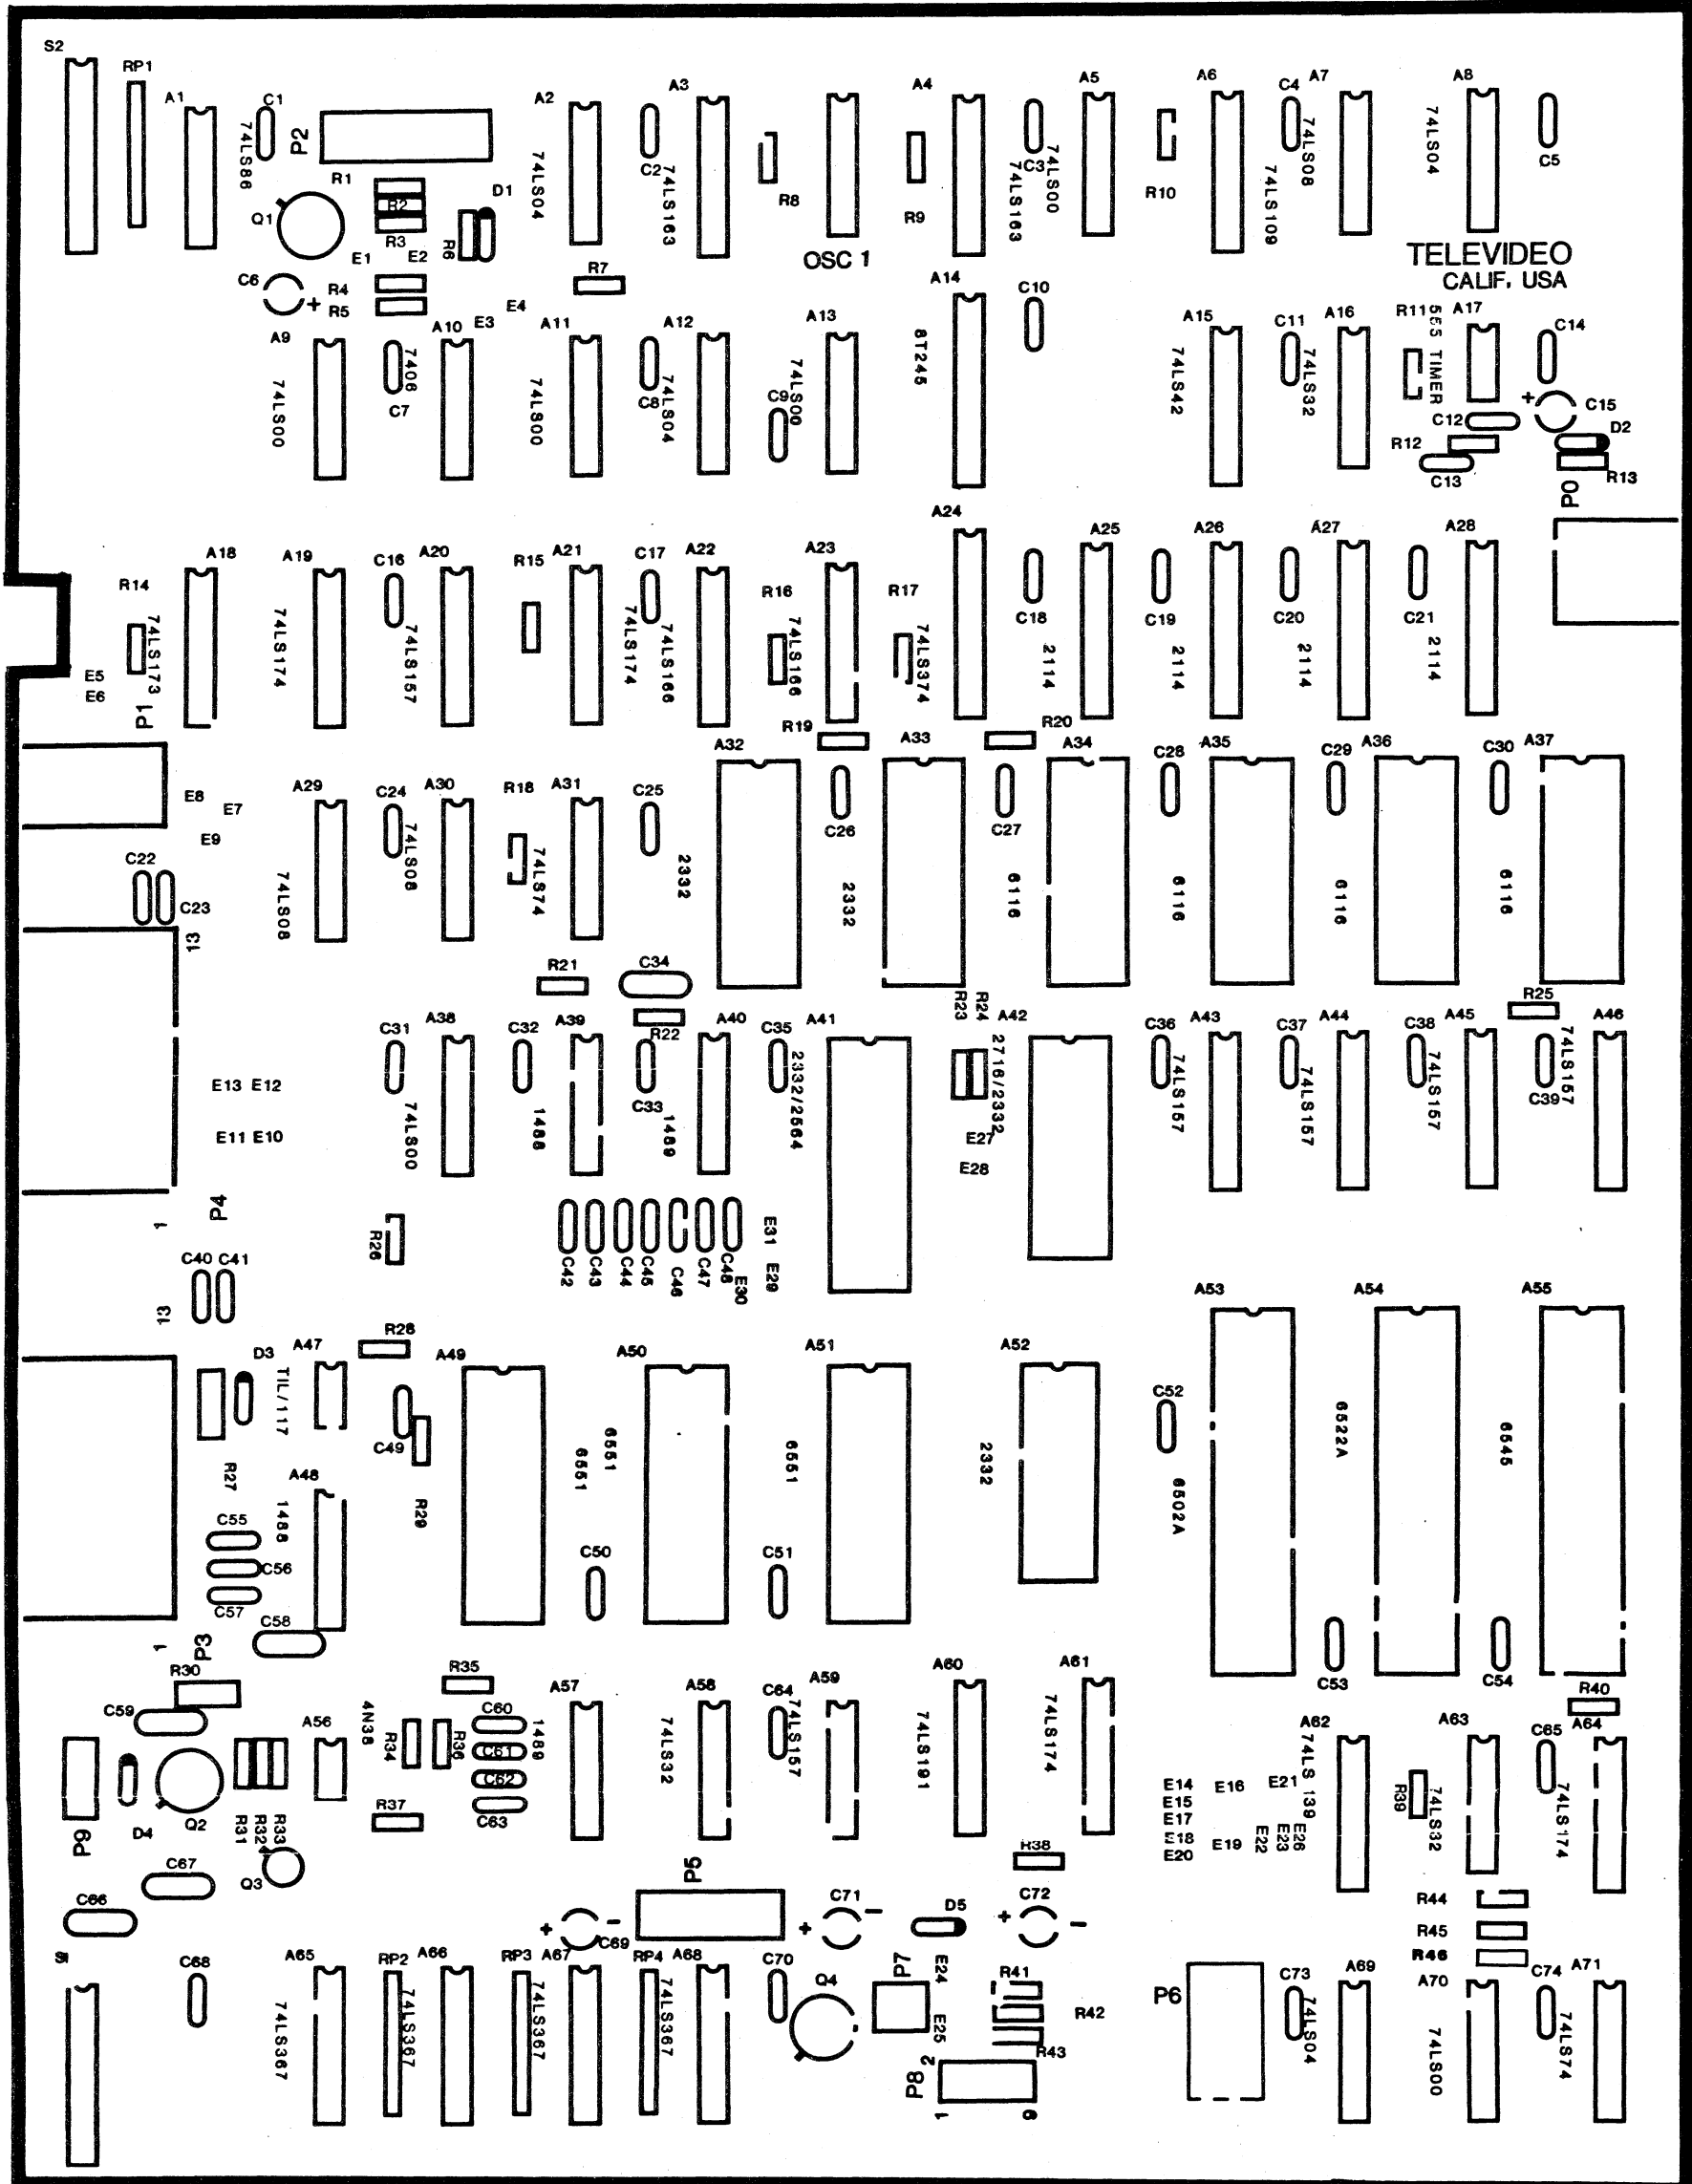 S2
RP1
A1
C1
74LS86
P2
A2
74LS04
A3
C2
74LS163
R8
OSC 1
A4
R9
C3
74LS163
74LS00
A5
R10
A6
C4
74LS109
74LS08
A7
74LS04
A8
C5
R1
R2
R3
Q1
D1
R6
E1
E2
C6
+
R4
R5
R7
E3
E4
TELEVIDEO
CALIF, USA
A9
74LS00
7406
C7
A10
A11
74LS00
C8
74LS04
A12
C9
74LS00
A13
A14
8T245
C10
A15
74LS42
C11
74LS32
A16
R11
555 TIMER
A17
C14
C12
+
C15
D2
R12
C13
R13
P0
R14
74LS173
A18
E5
E6
P1
A19
74LS174
C16
74LS157
A20
R15
A21
74LS174
C17
74LS166
A22
R16
74LS166
A23
R17
74LS374
A24
C18
2114
A25
C19
2114
A26
C20
2114
A27
C21
2114
A28
R19
R20
E8
E7
E9
C22
C23
13
A29
74LS08
C24
74LS08
A30
R18
74LS74
A31
C25
2332
A32
C26
2332
A33
C27
6116
A34
C28
6116
A35
C29
6116
A36
C30
6116
A37
R21
C34
R22
R23
R24
R25
E13 E12
E11 E10
C31
74LS00
A38
C32
1488
A39
C33
1489
A40
C35
2332/2564
A41
2716/2332
A42
E27
E28
C36
74LS157
A43
C37
74LS157
A44
C38
74LS157
A45
C39
74LS157
A46
1
P4
R26
C42
C43
C44
C45
C46
C47
C48
E30
E31
E29
C40
C41
13
D3
R27
TIL/117
A47
R28
C49
R29
A49
6551
6551
A50
6551
A51
2332
A52
C52
6502A
A53
6522A
A54
6545
A55
A48
1488
C55
C56
C57
C58
C50
C51
C53
C54
1
P3
R30
C59
P9
D4
Q2
R31
R32
R33
Q3
A56
4N38
R34
R35
R36
R37
C60
C61
C62
C63
1489
A57
74LS32
A58
C64
74LS157
A59
74LS191
A60
74LS174
A61
R38
E14
E15
E17
E18
E20
E16
E19
E21
E22
E23
E26
74LS 139
A62
R39
74LS32
A63
R40
C65
74LS174
A64
C67
C66
P5
+
−
C69
+
C71
−
D5
+
C72
−
R44
R45
R46
C68
A65
74LS367
RP2
74LS367
A66
RP3
74LS367
A67
RP4
74LS367
A68
C70
Q4
P7
E24
E25
R41
R42
R43
P8
2
1
9
P6
C73
74LS04
A69
A70
74LS00
C74
74LS74
A71